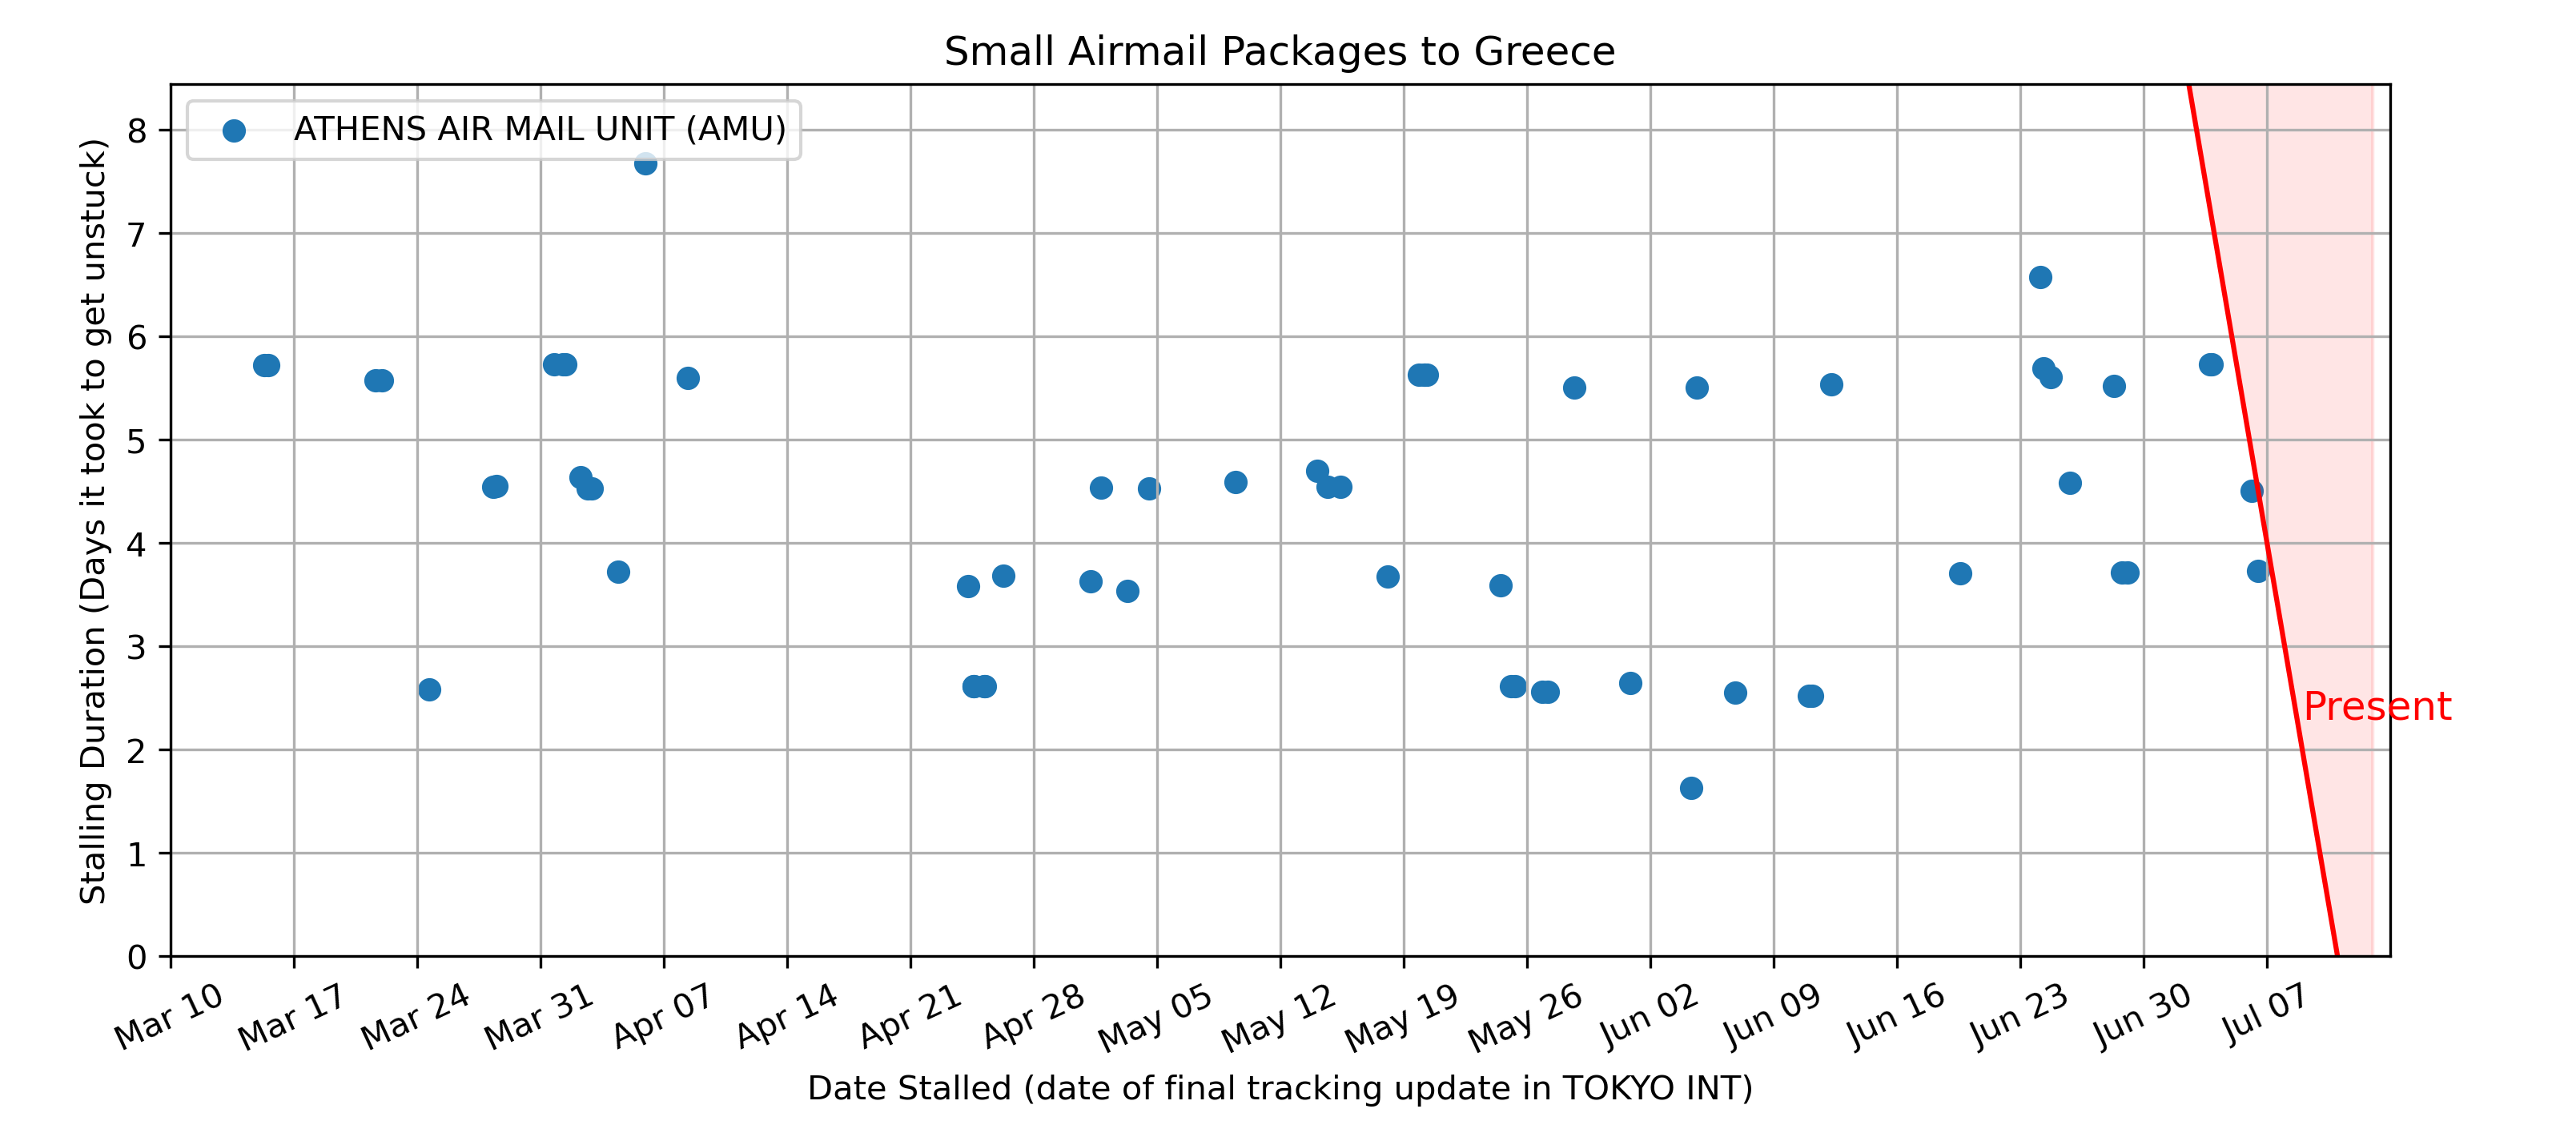 Small Airmail Packages to Greece
ATHENS AIR MAIL UNIT (AMU)
Stalling Duration (Days it took to get unstuck)
8
7
6
5
4
3
2
1
0
Present
Mar 10
Mar 17
Mar 24
Mar 31
Apr 07
Apr 14
Apr 21
Apr 28
May 05
May 12
May 19
May 26
Jun 02
Jun 09
Jun 16
Jun 23
Jun 30
Jul 07
Date Stalled (date of final tracking update in TOKYO INT)